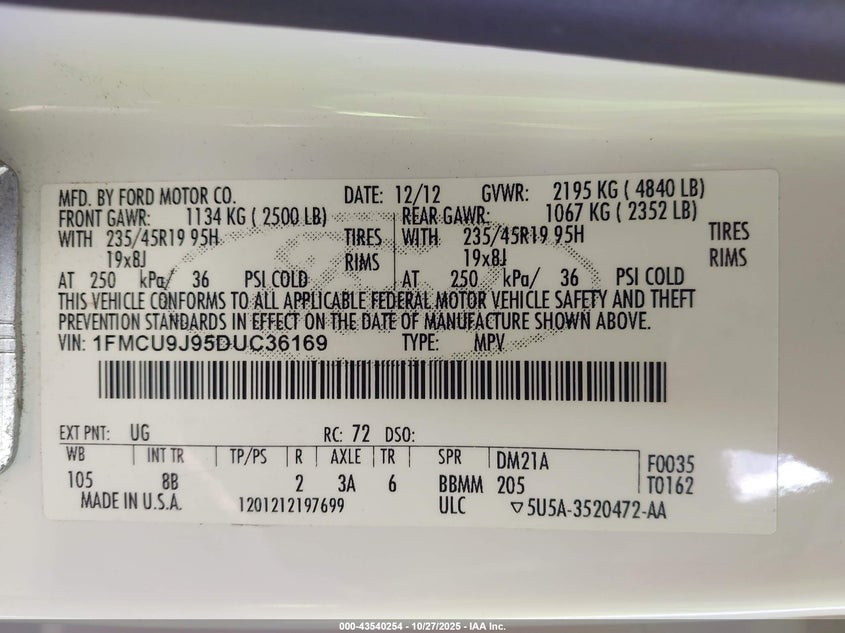 MFD. BY FORD MOTOR CO. DATE: 12/12 GVWR: 2195 KG ( 4840 LB)
FRONT GAWR: 1134 KG ( 2500 LB) REAR GAWR: 1067 KG ( 2352 LB)
WITH 235/45R19 95H TIRES WITH 235/45R19 95H TIRES
19x8J RIMS 19x8J RIMS
AT 250 kPa/ 36 PSI COLD AT 250 kPa/ 36 PSI COLD
THIS VEHICLE CONFORMS TO ALL APPLICABLE FEDERAL MOTOR VEHICLE SAFETY AND THEFT
PREVENTION STANDARDS IN EFFECT ON THE DATE OF MANUFACTURE SHOWN ABOVE.
VIN: 1FMCU9J95DUC36169 TYPE: MPV
EXT PNT: UG RC: 72 DSO:
WB INT TR TP/PS R AXLE TR SPR DM21A F0035
105 8B 2 3A 6 BBMM 205 T0162
MADE IN U.S.A. 1201212197699 ULC ▽5U5A-3520472-AA
000-43540254 - 10/27/2025 - IAA Inc.